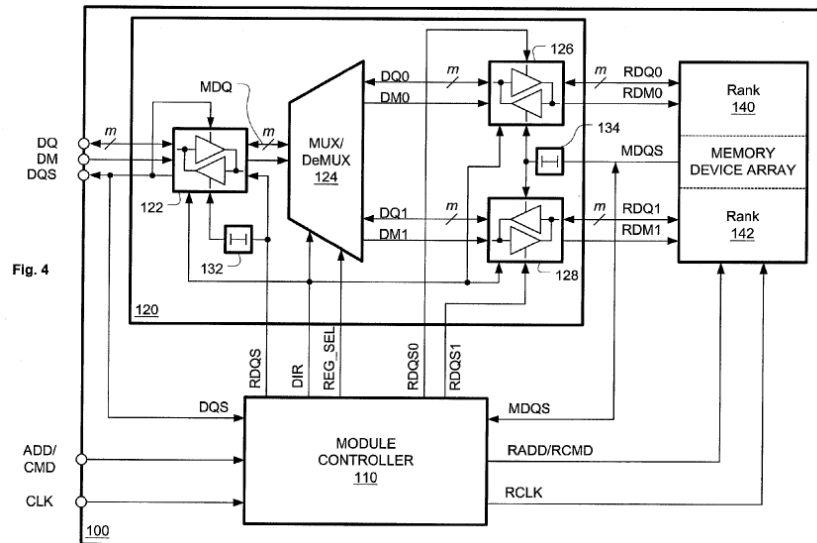 126
MDQ
m
DQ0
m
m
RDQ0
DM0
RDM0
Rank
140
134
DQ
m
MUX/
DeMUX
124
DM
MDQS
MEMORY
DEVICE ARRAY
DQS
122
DQ1
m
m
RDQ1
DM1
RDM1
Rank
142
132
128
Fig. 4
120
RDQS
DIR
REG_SEL
RDQS0
RDQS1
DQS
MDQS
ADD/
CMD
MODULE
CONTROLLER
110
RADD/RCMD
CLK
RCLK
100